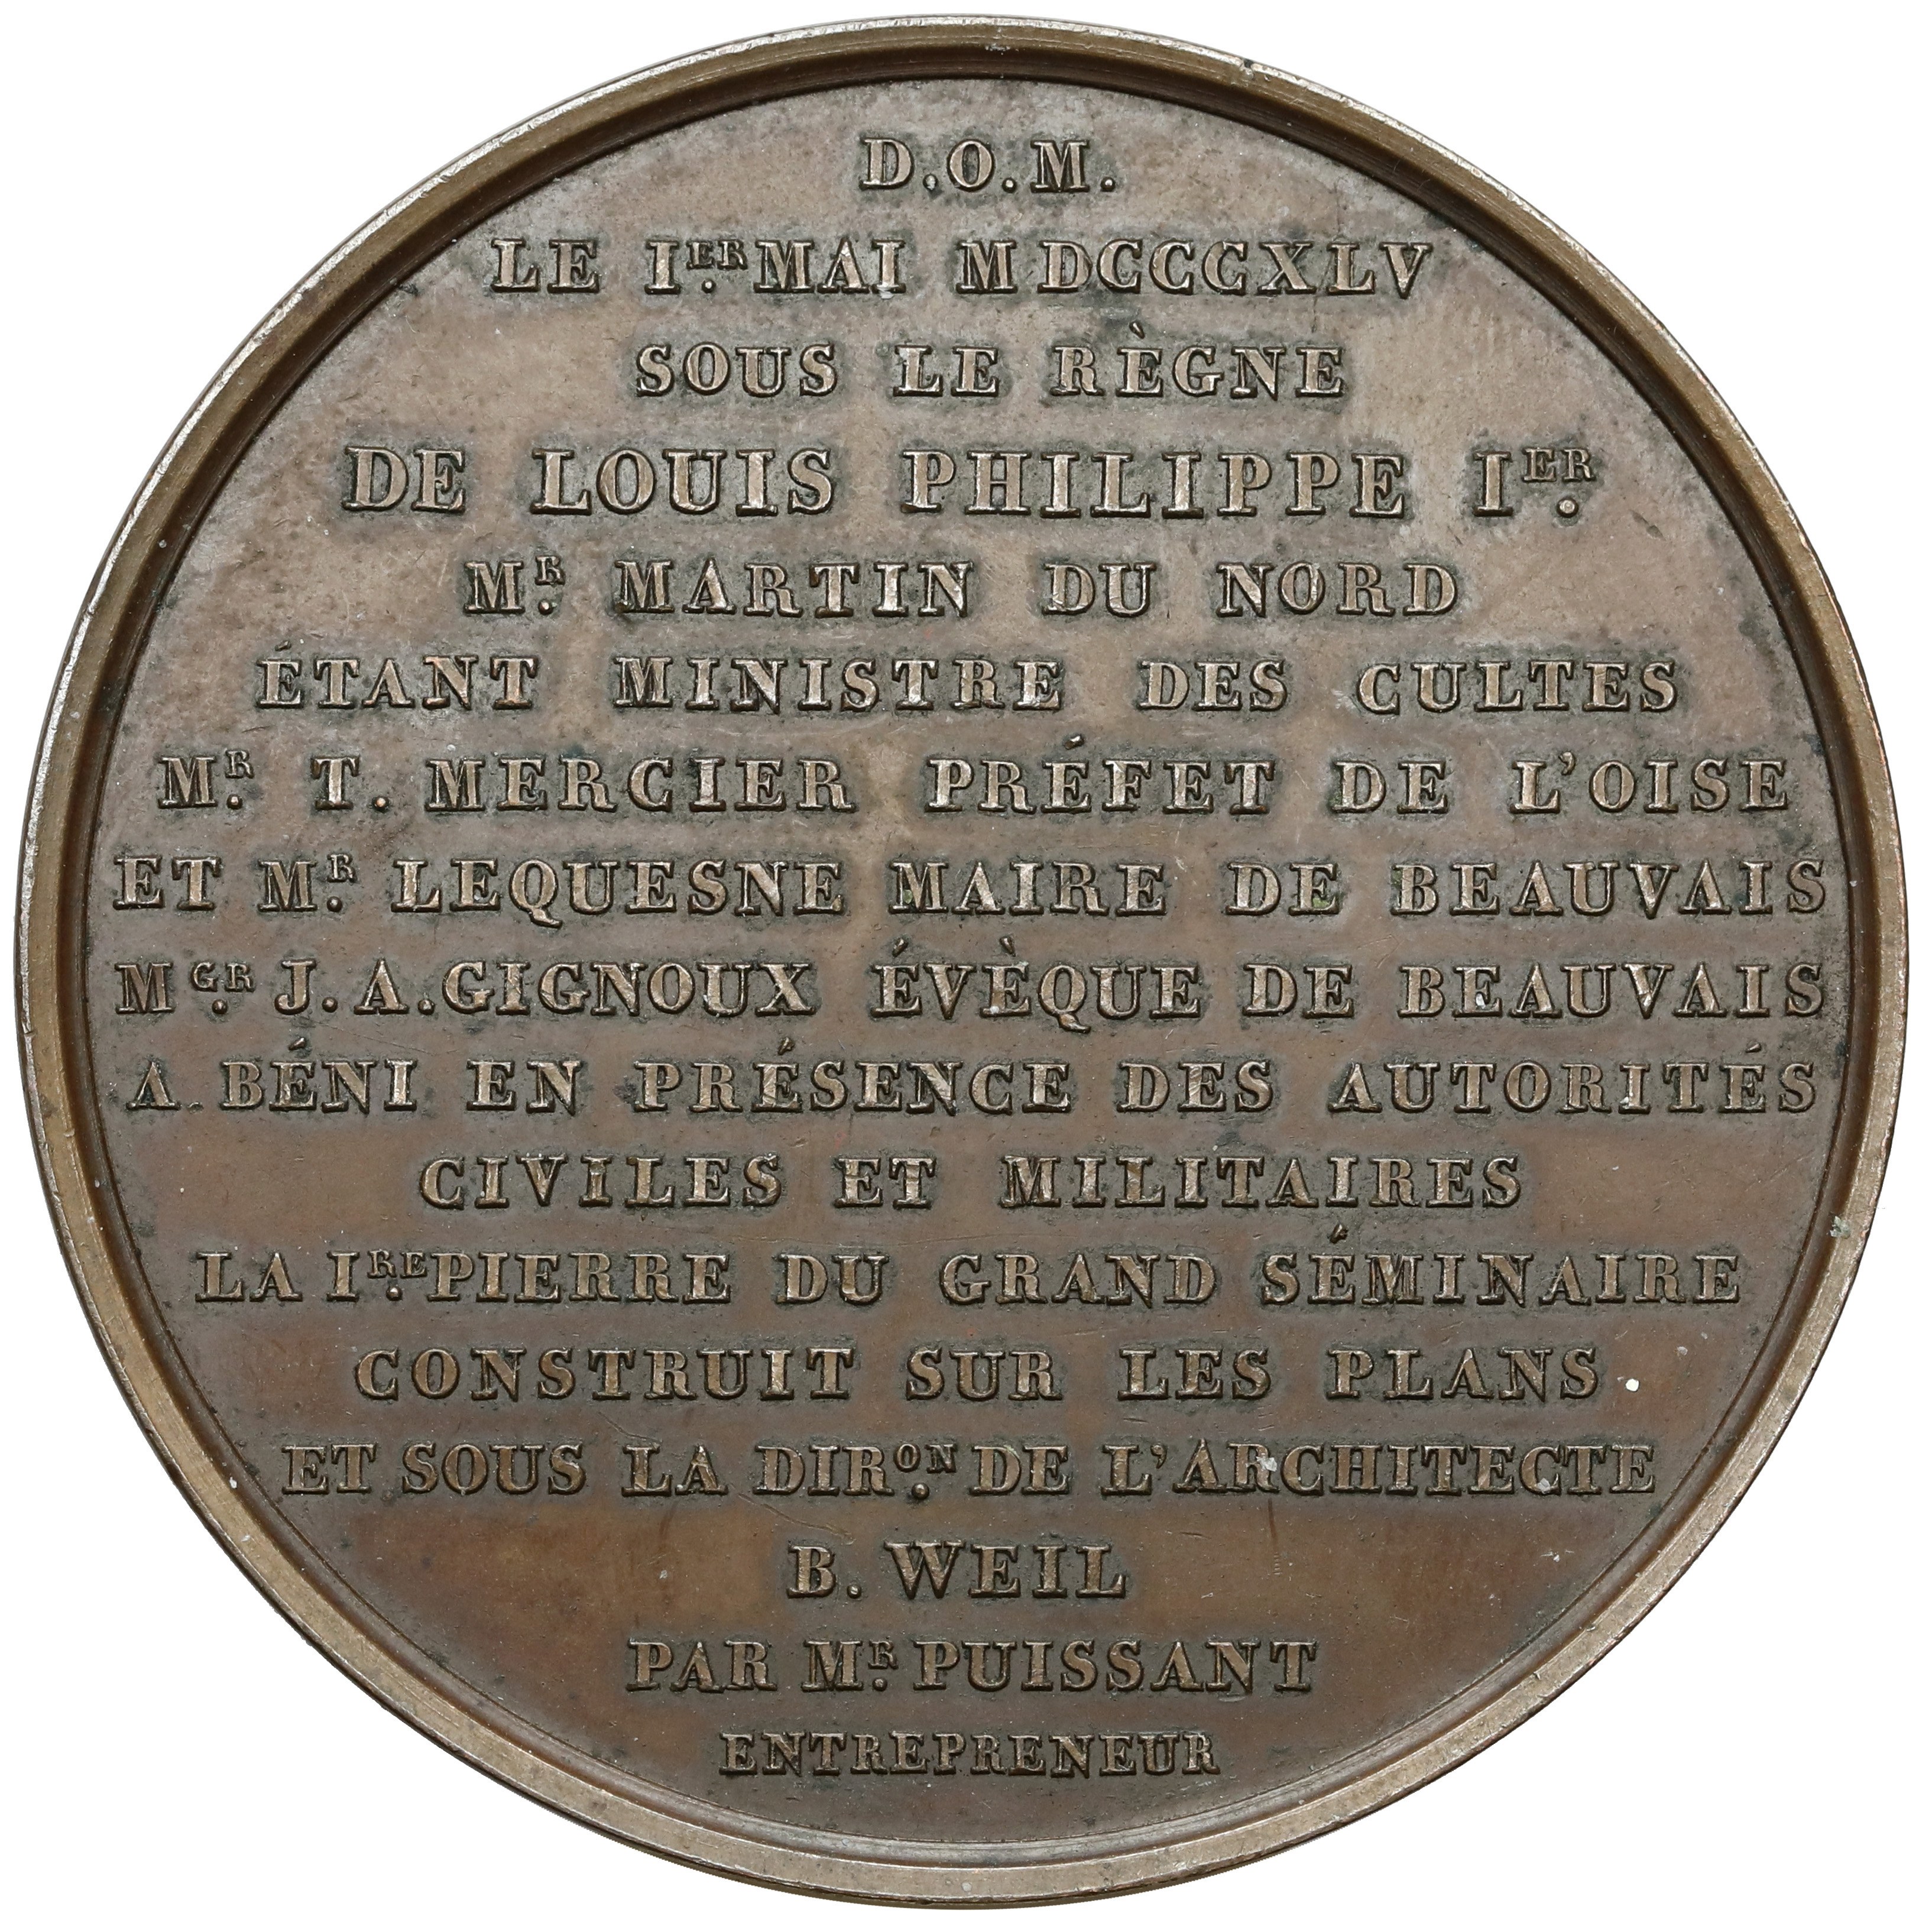 D.O.M.
LE IER. MAI MDCCCXLV
SOUS LE RÈGNE
DE LOUIS PHILIPPE IER.
MR. MARTIN DU NORD
ÉTANT MINISTRE DES CULTES
MR. T. MERCIER PRÉFET DE L'OISE
ET MR. LEQUESNE MAIRE DE BEAUVAIS
MGR. J. A. GIGNOUX ÉVÈQUE DE BEAUVAIS
A BÉNI EN PRÉSENCE DES AUTORITÉS
CIVILES ET MILITAIRES
LA IRE. PIERRE DU GRAND SÉMINAIRE
CONSTRUIT SUR LES PLANS
ET SOUS LA DIRON. DE L'ARCHITECTE
B. WEIL
PAR MR. PUISSANT
ENTREPRENEUR